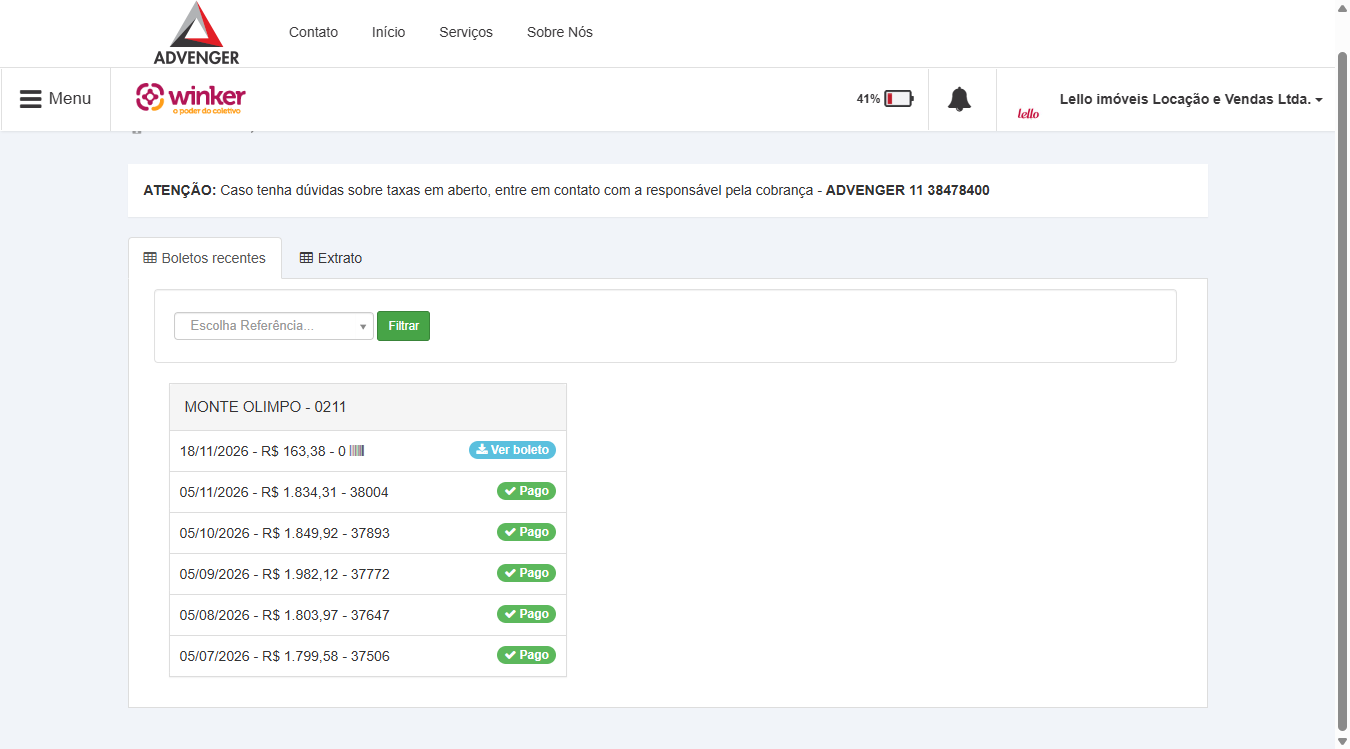 Contato Início Serviços Sobre Nós
ADVENGER
Menu
winker
o poder do coletivo
41%
lello
Lello imóveis Locação e Vendas Ltda.
ATENÇÃO: Caso tenha dúvidas sobre taxas em aberto, entre em contato com a responsável pela cobrança - ADVENGER 11 38478400
Boletos recentes Extrato
Escolha Referência... Filtrar
MONTE OLIMPO - 0211
18/11/2026 - R$ 163,38 - 0 Ver boleto
05/11/2026 - R$ 1.834,31 - 38004 Pago
05/10/2026 - R$ 1.849,92 - 37893 Pago
05/09/2026 - R$ 1.982,12 - 37772 Pago
05/08/2026 - R$ 1.803,97 - 37647 Pago
05/07/2026 - R$ 1.799,58 - 37506 Pago